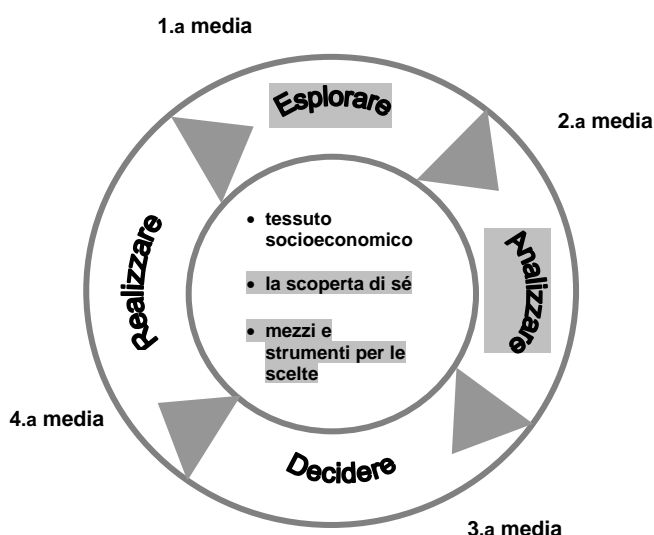 1.a media
Esplorare
2.a media
Analizzare
• tessuto
socioeconomico
• la scoperta di sé
• mezzi e
strumenti per le
scelte
Realizzare
4.a media
Decidere
3.a media